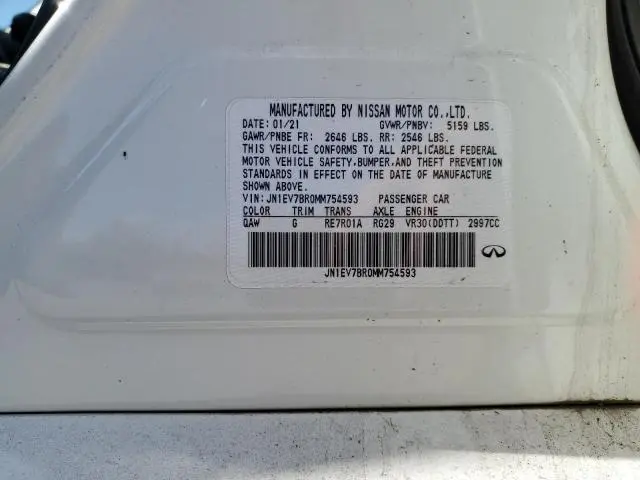 MANUFACTURED BY NISSAN MOTOR CO.,LTD.
DATE: 01/21 GVWR/PNBV: 5159 LBS.
GAWR/PNBE FR: 2646 LBS. RR: 2546 LBS.
THIS VEHICLE CONFORMS TO ALL APPLICABLE FEDERAL
MOTOR VEHICLE SAFETY,BUMPER,AND THEFT PREVENTION
STANDARDS IN EFFECT ON THE DATE OF MANUFACTURE
SHOWN ABOVE.
VIN:JN1EV7BR0MM754593 PASSENGER CAR
COLOR TRIM TRANS AXLE ENGINE
QAW G RE7R01A RG29 VR30(DDTT) 2997CC
JN1EV7BR0MM754593